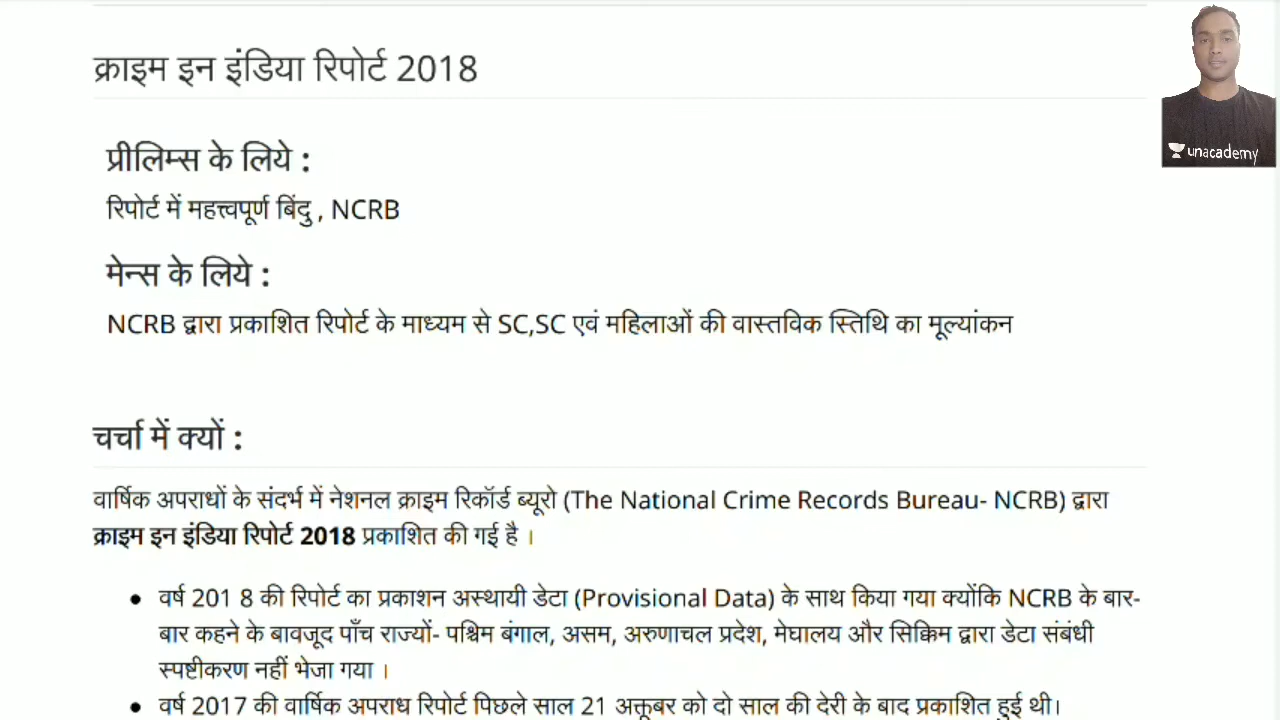 क्राइम इन इंडिया रिपोर्ट 2018
unacademy
प्रीलिम्स के लिये :
रिपोर्ट में महत्त्वपूर्ण बिंदु , NCRB
मेन्स के लिये :
NCRB द्वारा प्रकाशित रिपोर्ट के माध्यम से SC,SC एवं महिलाओं की वास्तविक स्तिथि का मूल्यांकन
चर्चा में क्यों :
वार्षिक अपराधों के संदर्भ में नेशनल क्राइम रिकॉर्ड ब्यूरो (The National Crime Records Bureau- NCRB) द्वारा
क्राइम इन इंडिया रिपोर्ट 2018 प्रकाशित की गई है ।
• वर्ष 201 8 की रिपोर्ट का प्रकाशन अस्थायी डेटा (Provisional Data) के साथ किया गया क्योंकि NCRB के बार-
बार कहने के बावजूद पाँच राज्यों- पश्चिम बंगाल, असम, अरुणाचल प्रदेश, मेघालय और सिक्किम द्वारा डेटा संबंधी
स्पष्टीकरण नहीं भेजा गया ।
• वर्ष 2017 की वार्षिक अपराध रिपोर्ट पिछले साल 21 अक्तूबर को दो साल की देरी के बाद प्रकाशित हुई थी।